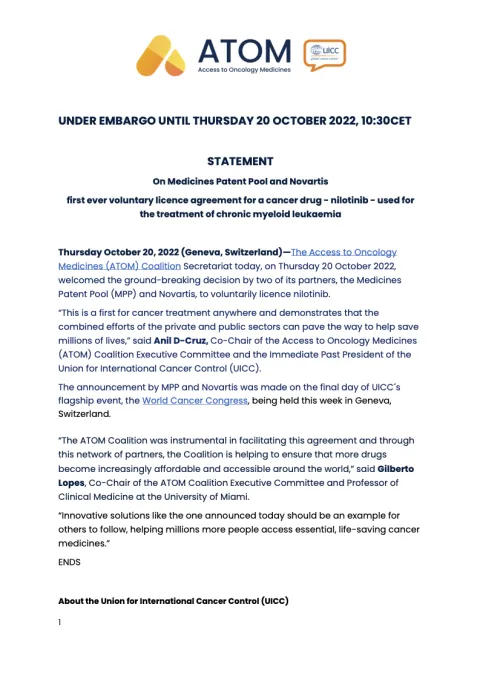 ATOM
Access to Oncology Medicines
UICC
UNDER EMBARGO UNTIL THURSDAY 20 OCTOBER 2022, 10:30CET
STATEMENT
On Medicines Patent Pool and Novartis
first ever voluntary licence agreement for a cancer drug - nilotinib - used for
the treatment of chronic myeloid leukaemia
Thursday October 20, 2022 (Geneva, Switzerland)—The Access to Oncology
Medicines (ATOM) Coalition Secretariat today, on Thursday 20 October 2022,
welcomed the ground-breaking decision by two of its partners, the Medicines
Patent Pool (MPP) and Novartis, to voluntarily licence nilotinib.
“This is a first for cancer treatment anywhere and demonstrates that the
combined efforts of the private and public sectors can pave the way to help save
millions of lives,” said Anil D-Cruz, Co-Chair of the Access to Oncology Medicines
(ATOM) Coalition Executive Committee and the Immediate Past President of the
Union for International Cancer Control (UICC).
The announcement by MPP and Novartis was made on the final day of UICC's
flagship event, the World Cancer Congress, being held this week in Geneva,
Switzerland.
“The ATOM Coalition was instrumental in facilitating this agreement and through
this network of partners, the Coalition is helping to ensure that more drugs
become increasingly affordable and accessible around the world,” said Gilberto
Lopes, Co-Chair of the ATOM Coalition Executive Committee and Professor of
Clinical Medicine at the University of Miami.
“Innovative solutions like the one announced today should be an example for
others to follow, helping millions more people access essential, life-saving cancer
medicines.”
ENDS
About the Union for International Cancer Control (UICC)
1